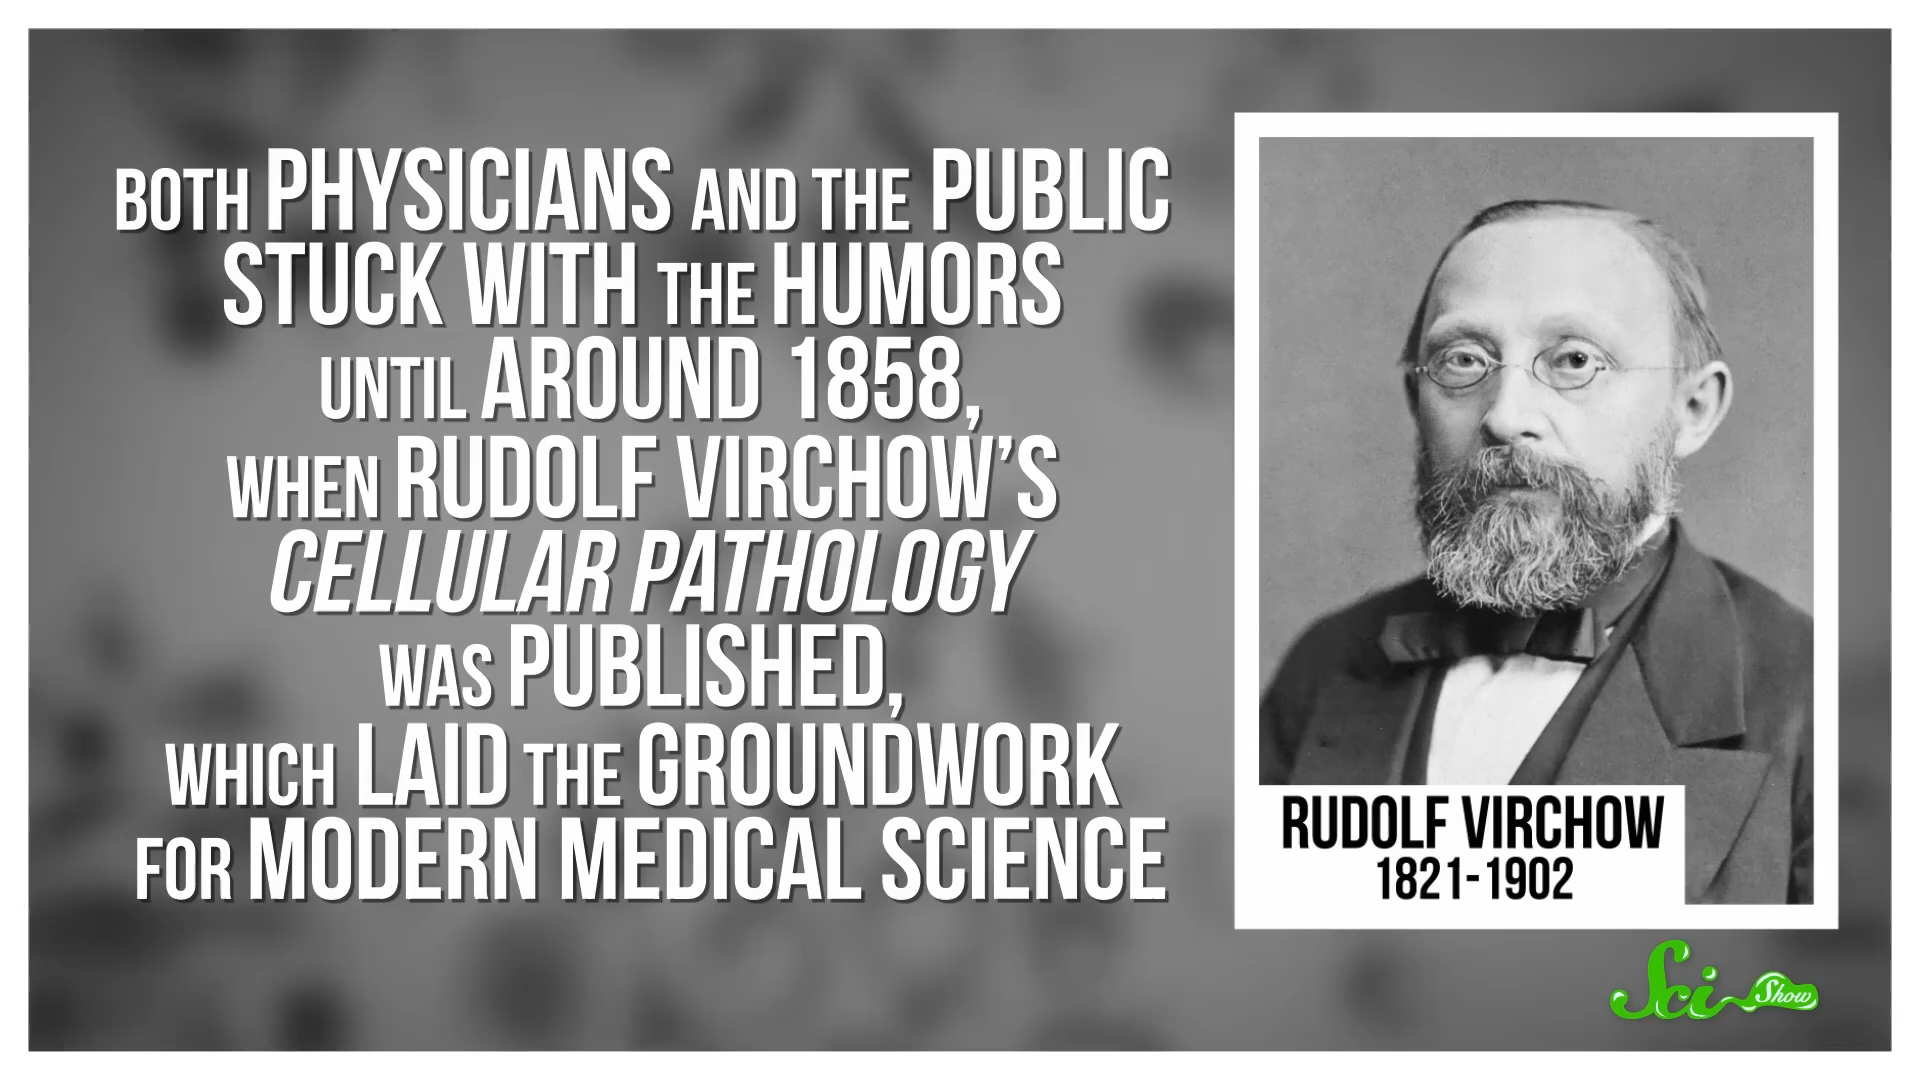 BOTH PHYSICIANS AND THE PUBLIC
STUCK WITH THE HUMORS
UNTIL AROUND 1858,
WHEN RUDOLF VIRCHOW'S
CELLULAR PATHOLOGY
WAS PUBLISHED,
WHICH LAID THE GROUNDWORK
FOR MODERN MEDICAL SCIENCE
RUDOLF VIRCHOW
1821-1902
Sci Show